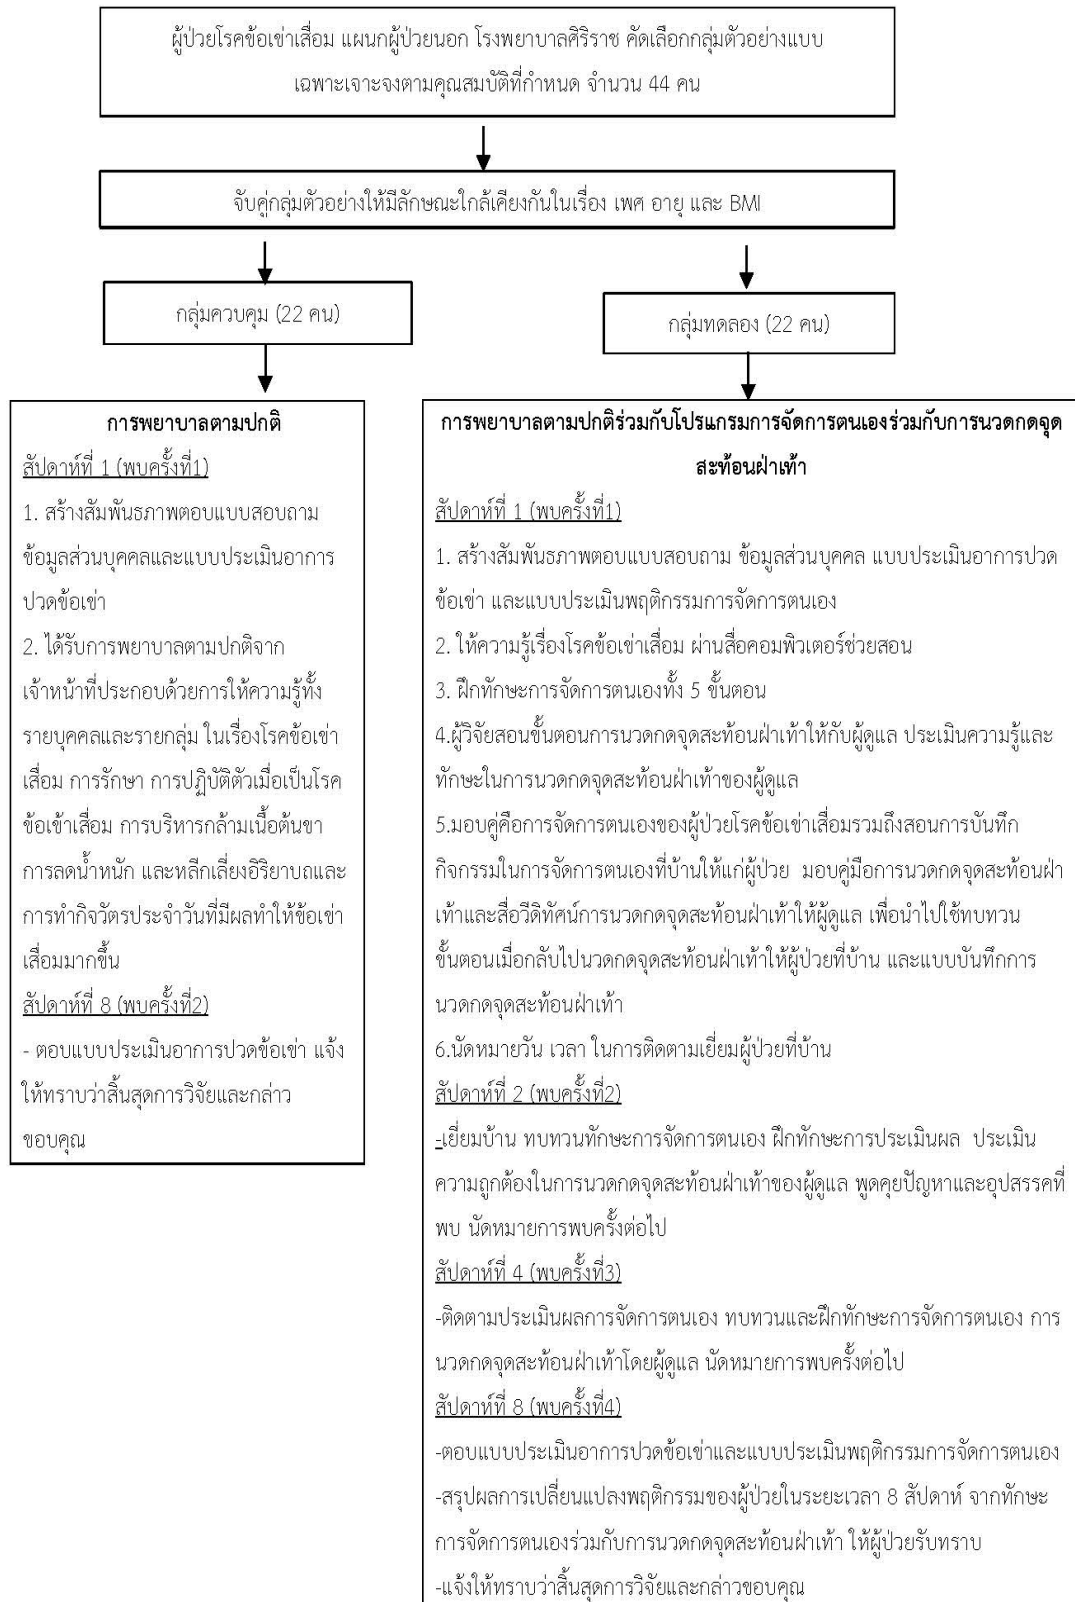 ผู้ป่วยโรคข้อเข่าเสื่อม แผนกผู้ป่วยนอก โรงพยาบาลศิริราช คัดเลือกกลุ่มตัวอย่างแบบ
เฉพาะเจาะจงตามคุณสมบัติที่กำหนด จำนวน 44 คน
จับคู่กลุ่มตัวอย่างให้มีลักษณะใกล้เคียงกันในเรื่อง เพศ อายุ และ BMI
กลุ่มควบคุม (22 คน)
กลุ่มทดลอง (22 คน)
การพยาบาลตามปกติ
สัปดาห์ที่ 1 (พบครั้งที่1)
1. สร้างสัมพันธภาพตอบแบบสอบถาม
ข้อมูลส่วนบุคคลและแบบประเมินอาการ
ปวดข้อเข่า
2. ได้รับการพยาบาลตามปกติจาก
เจ้าหน้าที่ประกอบด้วยการให้ความรู้ทั้ง
รายบุคคลและรายกลุ่ม ในเรื่องโรคข้อเข่า
เสื่อม การรักษา การปฏิบัติตัวเมื่อเป็นโรค
ข้อเข้าเสื่อม การบริหารกล้ามเนื้อต้นขา
การลดน้ำหนัก และหลีกเลี่ยงอิริยาบถและ
การทำกิจวัตรประจำวันที่มีผลทำให้ข้อเข่า
เสื่อมมากขึ้น
สัปดาห์ที่ 8 (พบครั้งที่2)
- ตอบแบบประเมินอาการปวดข้อเข่า แจ้ง
ให้ทราบว่าสิ้นสุดการวิจัยและกล่าว
ขอบคุณ
การพยาบาลตามปกติร่วมกับโปรแกรมการจัดการตนเองร่วมกับการนวดกดจุด
สะท้อนฝ่าเท้า
สัปดาห์ที่ 1 (พบครั้งที่1)
1. สร้างสัมพันธภาพตอบแบบสอบถาม ข้อมูลส่วนบุคคล แบบประเมินอาการปวด
ข้อเข่า และแบบประเมินพฤติกรรมการจัดการตนเอง
2. ให้ความรู้เรื่องโรคข้อเข่าเสื่อม ผ่านสื่อคอมพิวเตอร์ช่วยสอน
3. ฝึกทักษะการจัดการตนเองทั้ง 5 ขั้นตอน
4.ผู้วิจัยสอนขั้นตอนการนวดกดจุดสะท้อนฝ่าเท้าให้กับผู้ดูแล ประเมินความรู้และ
ทักษะในการนวดกดจุดสะท้อนฝ่าเท้าของผู้ดูแล
5.มอบคู่คือการจัดการตนเองของผู้ป่วยโรคข้อเข่าเสื่อมรวมถึงสอนการบันทึก
กิจกรรมในการจัดการตนเองที่บ้านให้แก่ผู้ป่วย มอบคู่มือการนวดกดจุดสะท้อนฝ่า
เท้าและสื่อวีดิทัศน์การนวดกดจุดสะท้อนฝ่าเท้าให้ผู้ดูแล เพื่อนำไปใช้ทบทวน
ขั้นตอนเมื่อกลับไปนวดกดจุดสะท้อนฝ่าเท้าให้ผู้ป่วยที่บ้าน และแบบบันทึกการ
นวดกดจุดสะท้อนฝ่าเท้า
6.นัดหมายวัน เวลา ในการติดตามเยี่ยมผู้ป่วยที่บ้าน
สัปดาห์ที่ 2 (พบครั้งที่2)
-เยี่ยมบ้าน ทบทวนทักษะการจัดการตนเอง ฝึกทักษะการประเมินผล ประเมิน
ความถูกต้องในการนวดกดจุดสะท้อนฝ่าเท้าของผู้ดูแล พูดคุยปัญหาและอุปสรรคที่
พบ นัดหมายการพบครั้งต่อไป
สัปดาห์ที่ 4 (พบครั้งที่3)
-ติดตามประเมินผลการจัดการตนเอง ทบทวนและฝึกทักษะการจัดการตนเอง การ
นวดกดจุดสะท้อนฝ่าเท้าโดยผู้ดูแล นัดหมายการพบครั้งต่อไป
สัปดาห์ที่ 8 (พบครั้งที่4)
-ตอบแบบประเมินอาการปวดข้อเข่าและแบบประเมินพฤติกรรมการจัดการตนเอง
-สรุปผลการเปลี่ยนแปลงพฤติกรรมของผู้ป่วยในระยะเวลา 8 สัปดาห์ จากทักษะ
การจัดการตนเองร่วมกับการนวดกดจุดสะท้อนฝ่าเท้า ให้ผู้ป่วยรับทราบ
-แจ้งให้ทราบว่าสิ้นสุดการวิจัยและกล่าวขอบคุณ